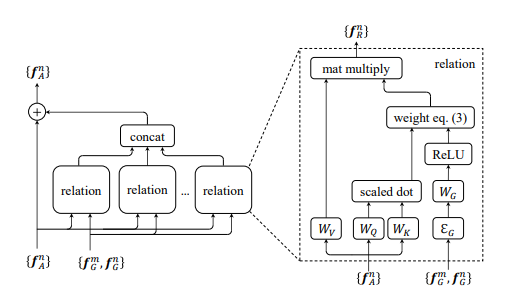 {f_R^n}
mat multiply
relation
{f_A^n}
+
concat
weight eq. (3)
ReLU
relation
relation
...
relation
scaled dot
W_G
W_V
W_Q
W_K
ε_G
{f_A^n}
{f_G^m, f_G^n}
{f_A^n}
{f_G^m, f_G^n}